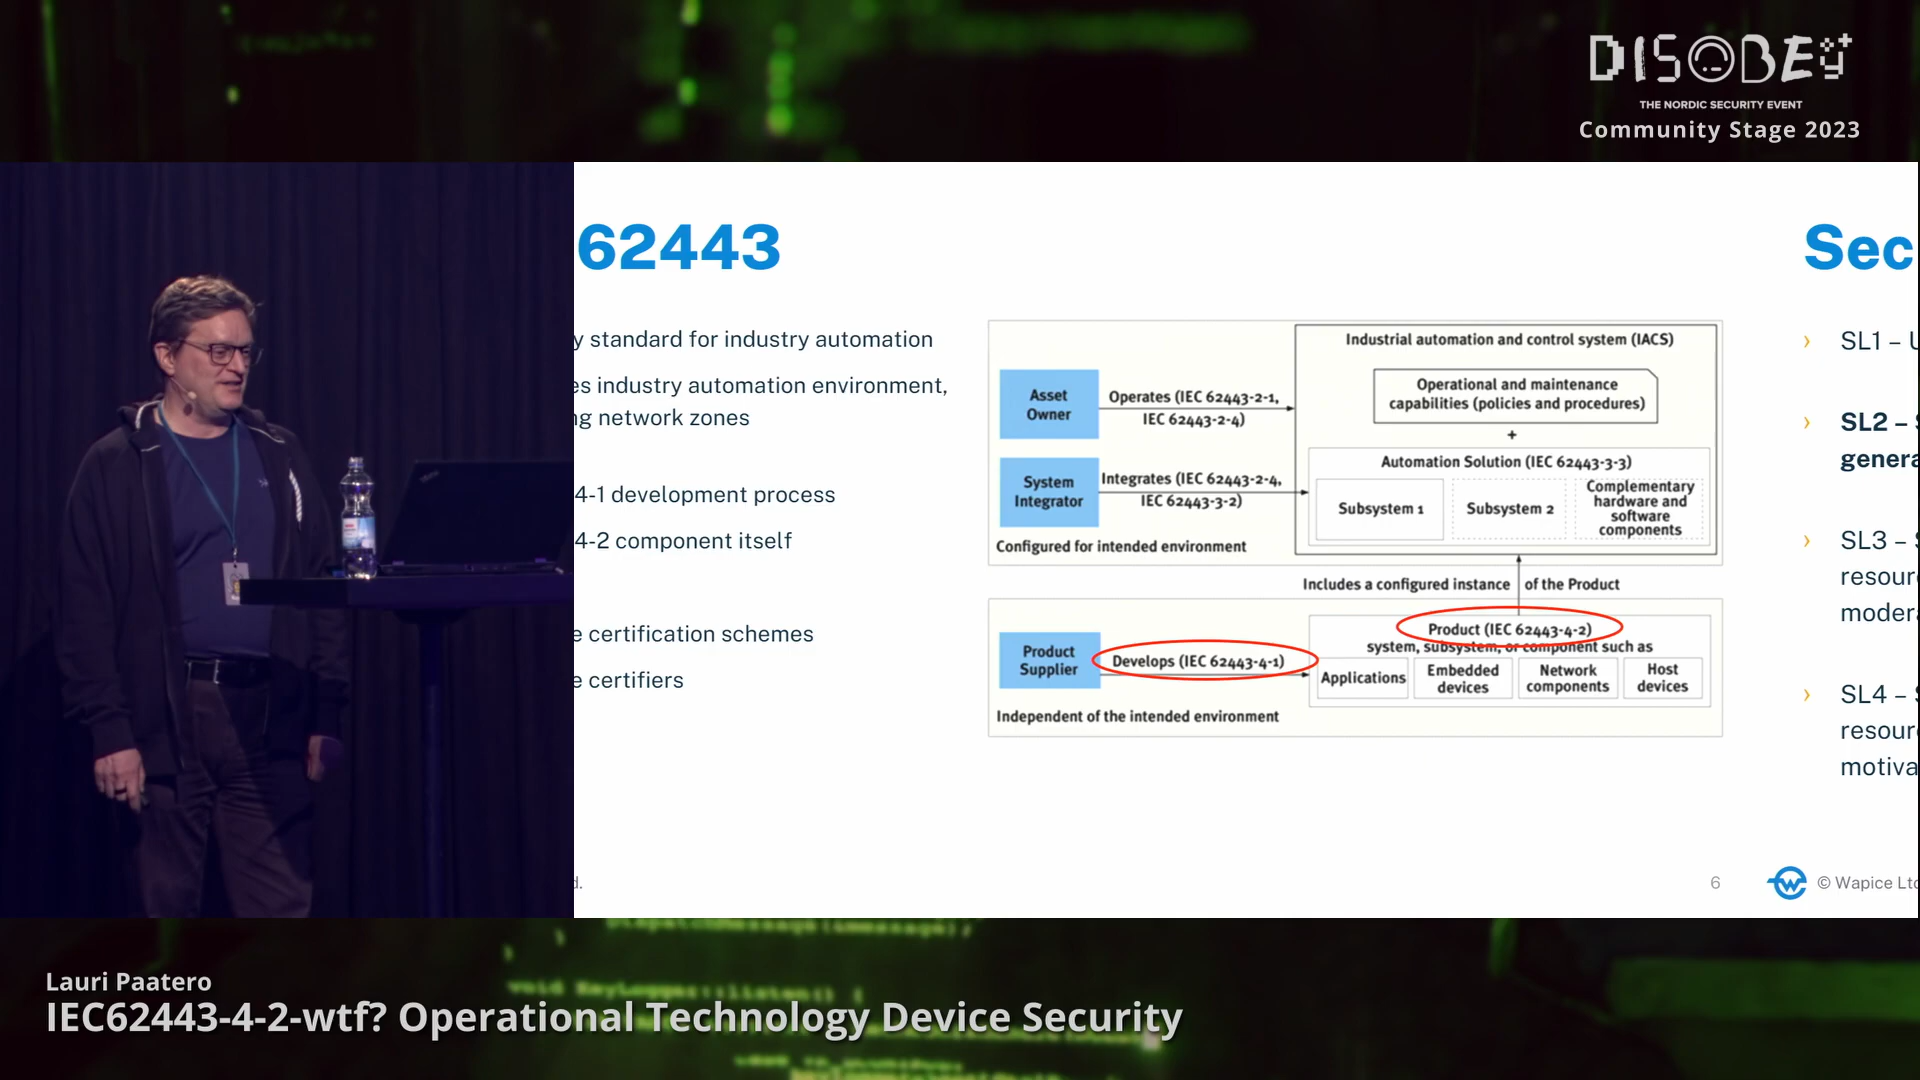 DISOBEY
THE NORDIC SECURITY EVENT
Community Stage 2023
62443
y standard for industry automation
es industry automation environment,
ng network zones
4-1 development process
4-2 component itself
e certification schemes
e certifiers
d.
Asset
Owner
Operates (IEC 62443-2-1,
IEC 62443-2-4)
System
Integrator
Integrates (IEC 62443-2-4,
IEC 62443-3-2)
Configured for intended environment
Industrial automation and control system (IACS)
Operational and maintenance
capabilities (policies and procedures)
+
Automation Solution (IEC 62443-3-3)
Subsystem 1
Subsystem 2
Complementary
hardware and
software
components
Includes a configured instance of the Product
Product
Supplier
Develops (IEC 62443-4-1)
Product (IEC 62443-4-2)
system, subsystem, or component such as
Applications
Embedded
devices
Network
components
Host
devices
Independent of the intended environment
6
Sec
› SL1 – U
› SL2 – S
genera
› SL3 – S
resour
modera
› SL4 – S
resour
motiva
© Wapice Ltd
Lauri Paatero
IEC62443-4-2-wtf? Operational Technology Device Security